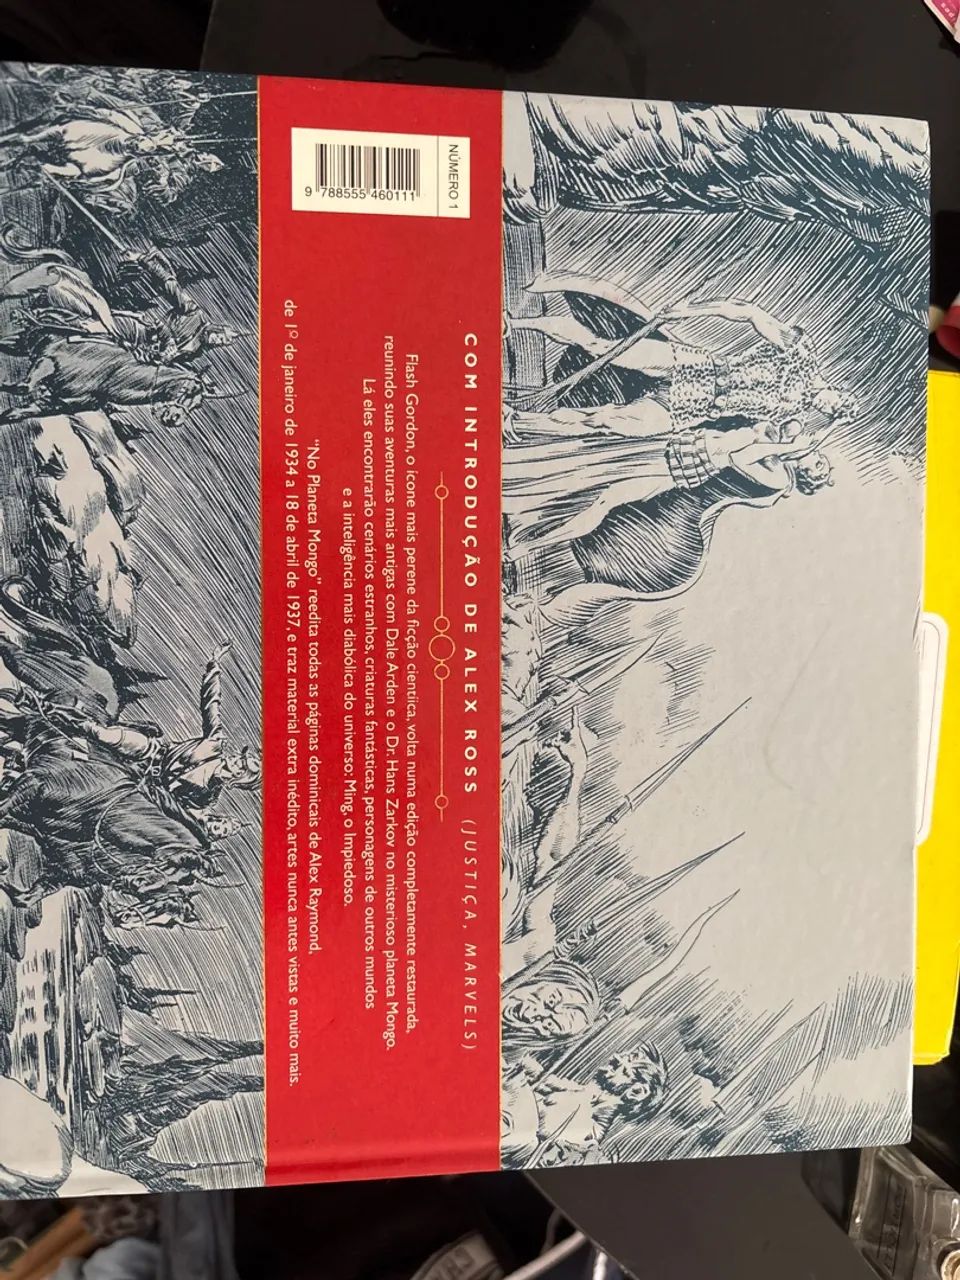 COM INTRODUÇÃO DE ALEX ROSS (JUSTIÇA, MARVELS)
Flash Gordon, o ícone mais perene da ficção científica, volta numa edição completamente restaurada,
reunindo suas aventuras mais antigas com Dale Arden e o Dr. Hans Zarkov no misterioso planeta Mongo.
Lá eles encontrarão cenários estranhos, criaturas fantásticas, personagens de outros mundos
e a inteligência mais diabólica do universo: Ming, o Impiedoso.
"No Planeta Mongo" reedita todas as páginas dominicais de Alex Raymond,
de 1º de janeiro de 1934 a 18 de abril de 1937, e traz material extra inédito, artes nunca antes vistas e muito mais.
NÚMERO 1
9 788555 460111